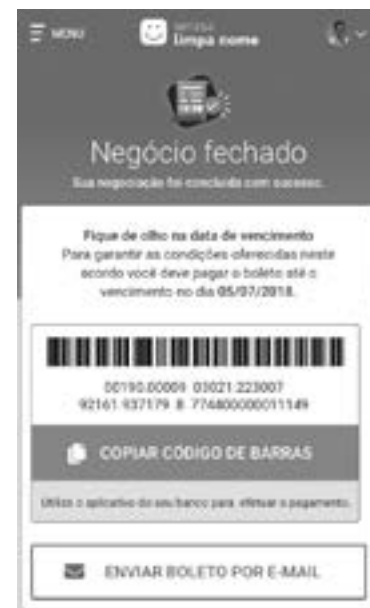 MENU
serasa
limpa nome
Negócio fechado
Sua negociação foi concluída com sucesso.
Fique de olho na data de vencimento
Para garantir as condições oferecidas neste
acordo você deve pagar o boleto até o
vencimento no dia 05/07/2018.
00190.00009 03021.223007
92161.937179 8 77440000011149
COPIAR CÓDIGO DE BARRAS
Utilize o aplicativo do seu banco para efetuar o pagamento.
ENVIAR BOLETO POR E-MAIL